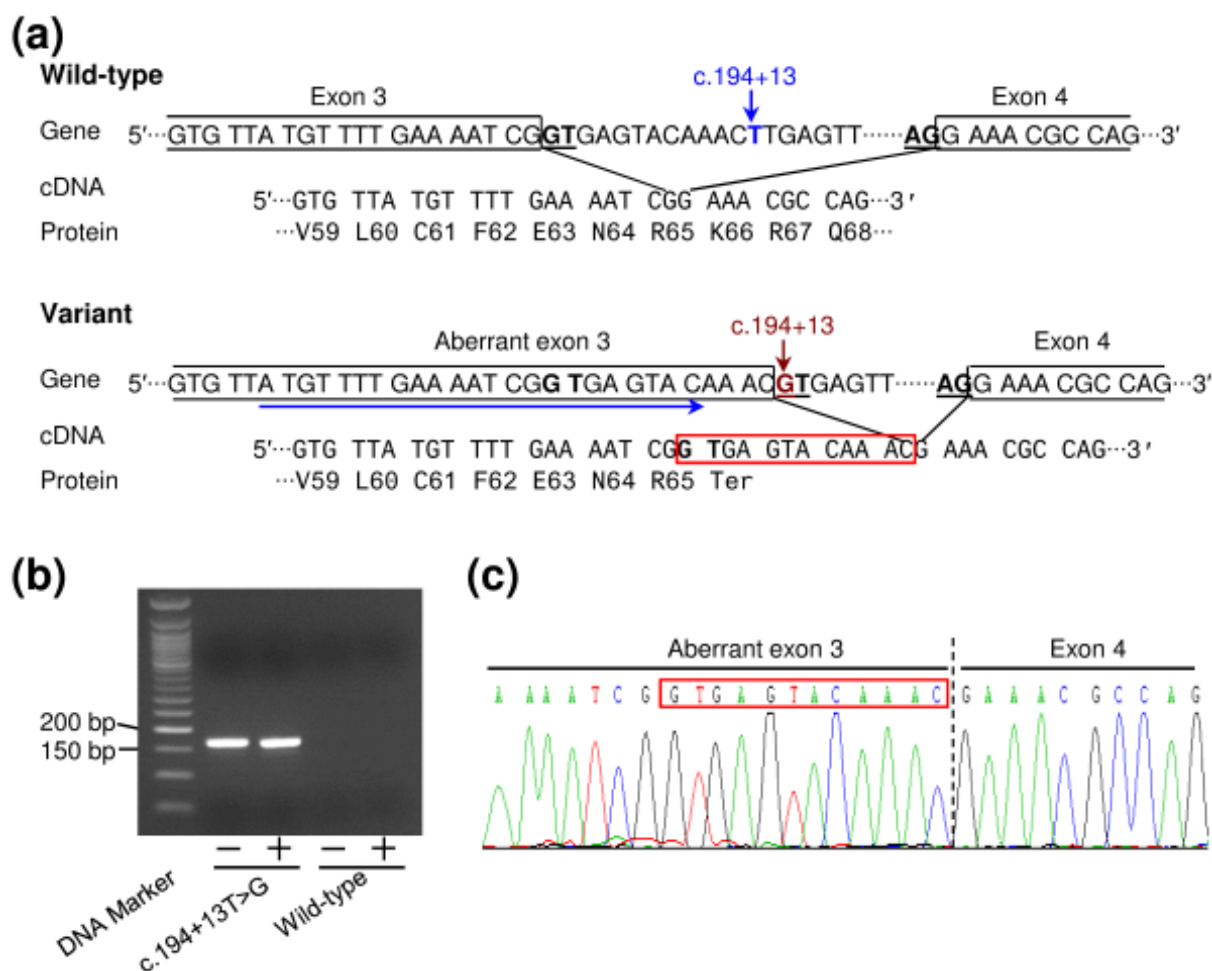 (a)
Wild-type
c.194+13
Exon 3 Exon 4
Gene 5′···GTG TTA TGT TTT GAA AAT CGGTGAGTACAAACTTGAGTT······AGG AAA CGC CAG···3′
cDNA 5′···GTG TTA TGT TTT GAA AAT CGG AAA CGC CAG···3′
Protein ···V59 L60 C61 F62 E63 N64 R65 K66 R67 Q68···
Variant
c.194+13
Aberrant exon 3 Exon 4
Gene 5′···GTG TTATGT TTT GAA AAT CGG TGA GTA CAA ACGTGAGTT······AGG AAA CGC CAG···3′
cDNA 5′···GTG TTA TGT TTT GAA AAT CGG TGA GTA CAA ACG AAA CGC CAG···3′
Protein ···V59 L60 C61 F62 E63 N64 R65 Ter
(b)
200 bp
150 bp
− + − +
DNA Marker
c.194+13T>G
Wild-type
(c)
Aberrant exon 3 Exon 4
A A A A T C G G T G A G T A C A A A C G A A A C G C C A G